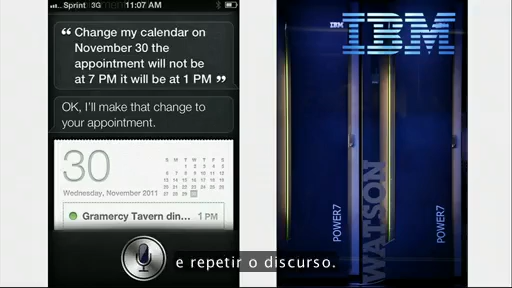 Sprint 3G 11:07 AM
“ Change my calendar on
November 30 the
appointment will not be
at 7 PM it will be at 1 PM ”
OK, I'll make that change to
your appointment.
30
S M T W T F S
Wednesday, November 2011
Gramercy Tavern din... 1 PM
IBM
IBM
IBM
POWER7
WATSON
POWER7
e repetir o discurso.